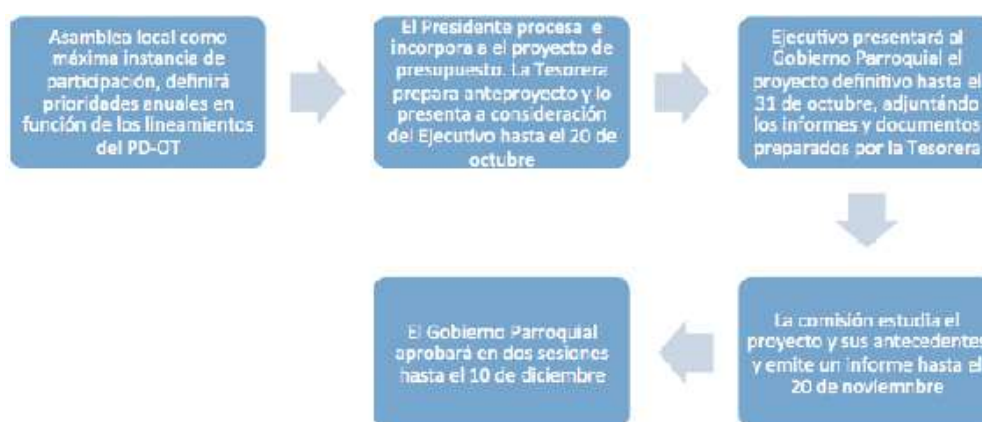 Asamblea local como
máxima instancia de
participación, definirá
prioridades anuales en
función de los lineamientos
del PD-OT
El Presidente procesa e
incorpora a el proyecto de
presupuesto. La Tesorera
prepara anteproyecto y lo
presenta a consideración
del Ejecutivo hasta el 20 de
octubre
Ejecutivo presentará al
Gobierno Parroquial el
proyecto definitivo hasta el
31 de octubre, adjuntándo
los informes y documentos
preparados por la Tesorera
La comisión estudia el
proyecto y sus antecedentes
y emite un informe hasta el
20 de noviemnbre
El Gobierno Parroquial
aprobará en dos sesiones
hasta el 10 de diciembre